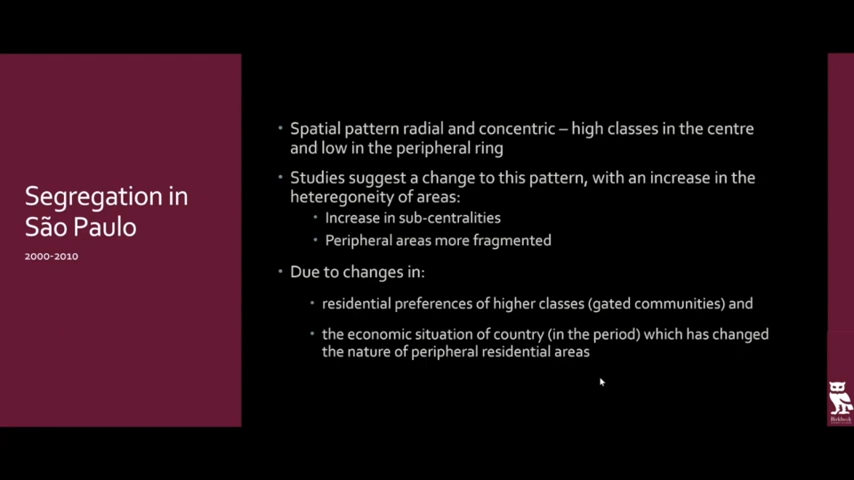 Segregation in
São Paulo
2000-2010
• Spatial pattern radial and concentric – high classes in the centre
and low in the peripheral ring
• Studies suggest a change to this pattern, with an increase in the
heteregoneity of areas:
• Increase in sub-centralities
• Peripheral areas more fragmented
• Due to changes in:
• residential preferences of higher classes (gated communities) and
• the economic situation of country (in the period) which has changed
the nature of peripheral residential areas
Birkbeck